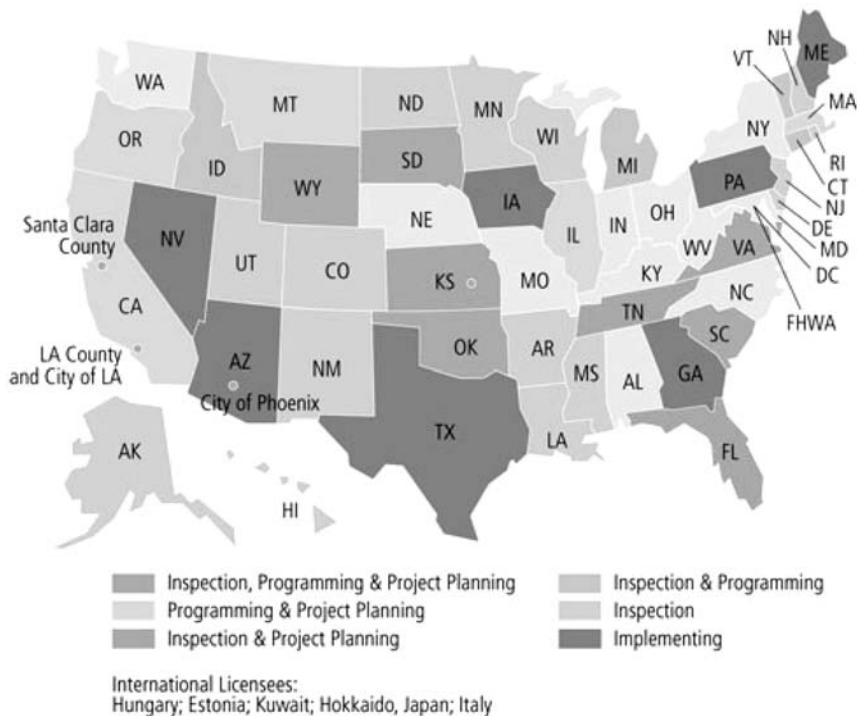 NH
ME
VT
WA
MT
ND
MN
MA
OR
ID
SD
WI
NY
MI
RI
WY
PA
CT
NJ
IA
NE
OH
DE
Santa Clara
County
NV
UT
CO
IL
IN
WV
VA
MD
DC
KS
MO
KY
CA
NC
FHWA
TN
LA County
and City of LA
AZ
NM
OK
AR
SC
City of Phoenix
MS
AL
GA
TX
LA
FL
AK
HI
Inspection, Programming & Project Planning
Programming & Project Planning
Inspection & Project Planning
Inspection & Programming
Inspection
Implementing
International Licensees:
Hungary; Estonia; Kuwait; Hokkaido, Japan; Italy